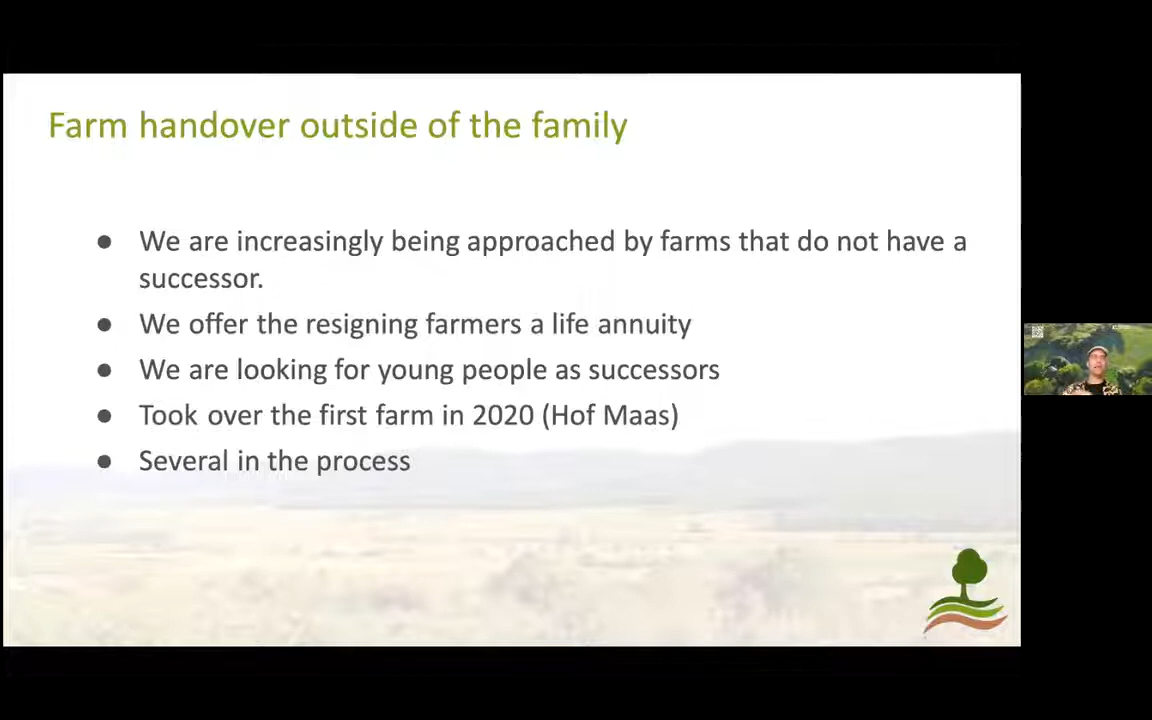 Farm handover outside of the family
● We are increasingly being approached by farms that do not have a
successor.
● We offer the resigning farmers a life annuity
● We are looking for young people as successors
● Took over the first farm in 2020 (Hof Maas)
● Several in the process